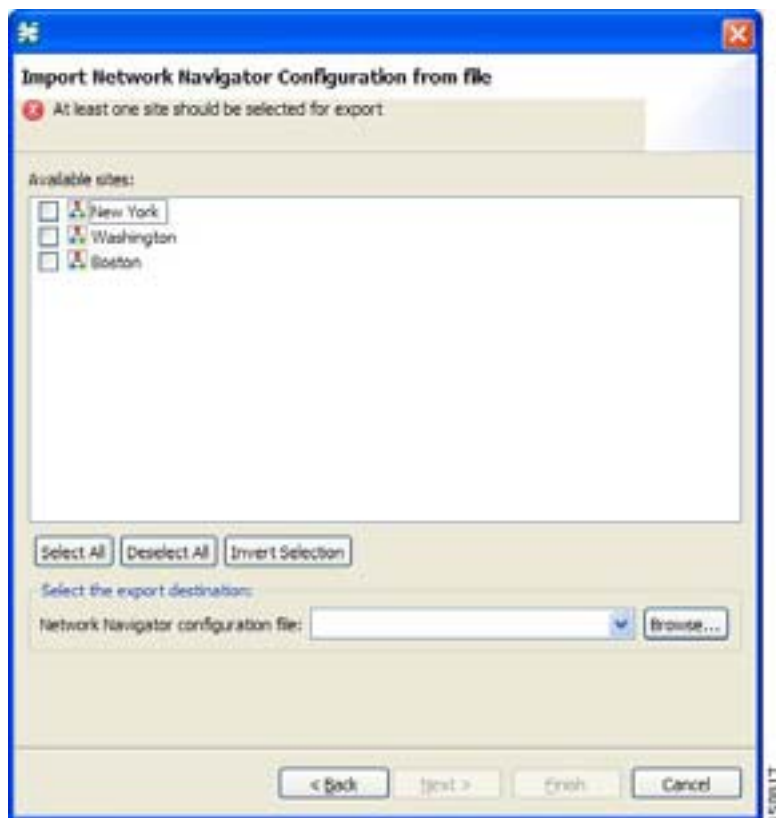 Import Network Navigator Configuration from file
At least one site should be selected for export
Available sites:
New York
Washington
Boston
Select All Deselect All Invert Selection
Select the export destination:
Network Navigator configuration file: Browse...
< Back Next > Finish Cancel
158817